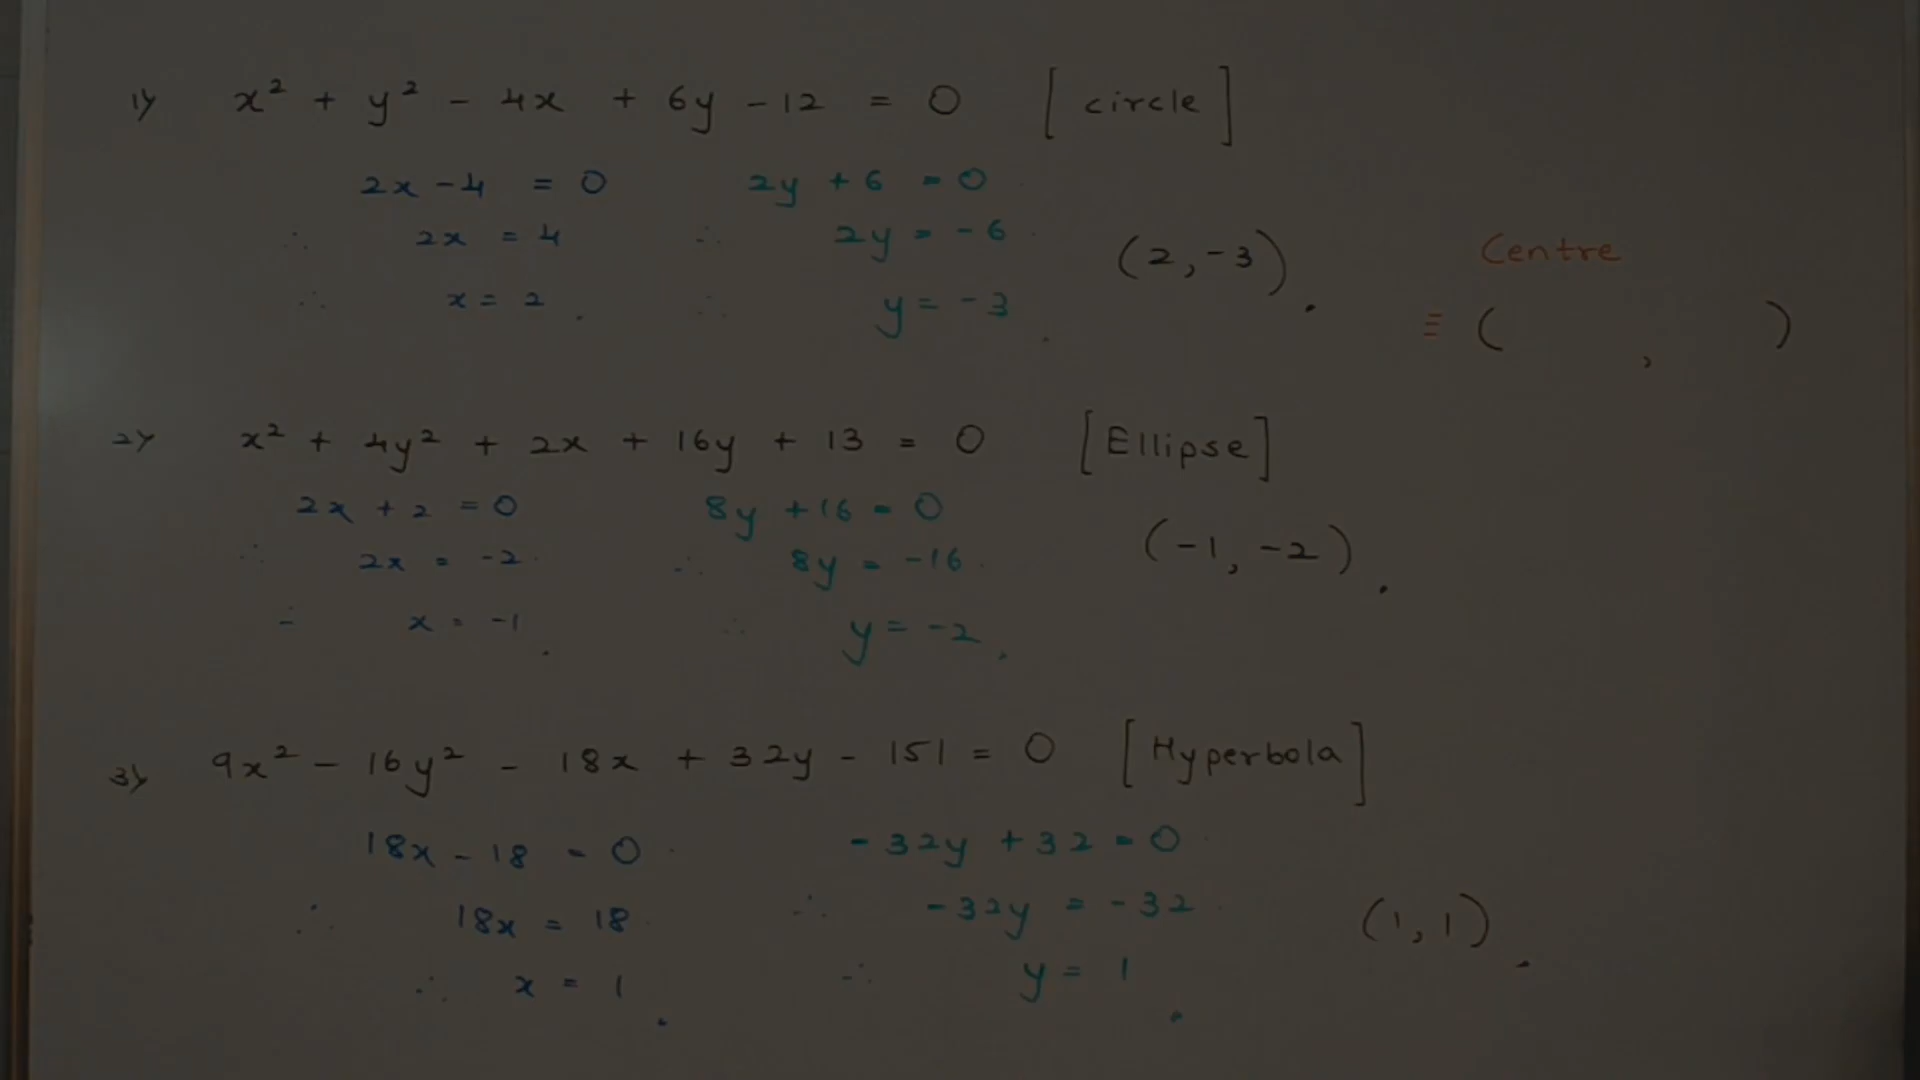 1) x² + y² - 4x + 6y - 12 = 0 [circle]
2x - 4 = 0 2y + 6 = 0
∴ 2x = 4 ∴ 2y = -6
∴ x = 2. ∴ y = -3.
(2, -3).
Centre
≡ ( , )
2) x² + 4y² + 2x + 16y + 13 = 0 [Ellipse]
2x + 2 = 0 8y + 16 = 0
∴ 2x = -2 ∴ 8y = -16
∴ x = -1. ∴ y = -2.
(-1, -2).
3) 9x² - 16y² - 18x + 32y - 151 = 0 [Hyperbola]
18x - 18 = 0 -32y + 32 = 0
∴ 18x = 18 ∴ -32y = -32
∴ x = 1. ∴ y = 1.
(1, 1).